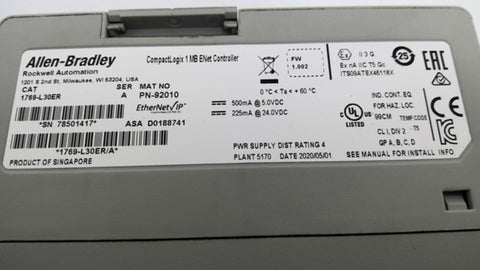 Allen-Bradley
Rockwell Automation
1201 S 2nd St, Milwaukee, WI 53204, USA
CompactLogix 1 MB ENet Controller
CAT SER MAT NO
1769-L30ER A PN-92010
EtherNet/IP
*SN 78501417*
ASA D0188741
*1769-L30ER/A*
PRODUCT OF SINGAPORE
FW
1.002
0 °C < Ta < + 60 °C
500mA @ 5.0VDC
225mA @ 24.0VDC
PWR SUPPLY DIST RATING 4
PLANT 5170 DATE 2020/05/01
II 3 G
Ex nA IIC T5 Gc
ITS09ATEX46118X
25
EAC
IND. CONT. EQ.
FOR HAZ. LOC.
99CM TEMP CODE
CL I, DIV 2 T5
GP A, B, C, D
SEE MANUAL FOR INSTALL INFO.
C UL US
LISTED